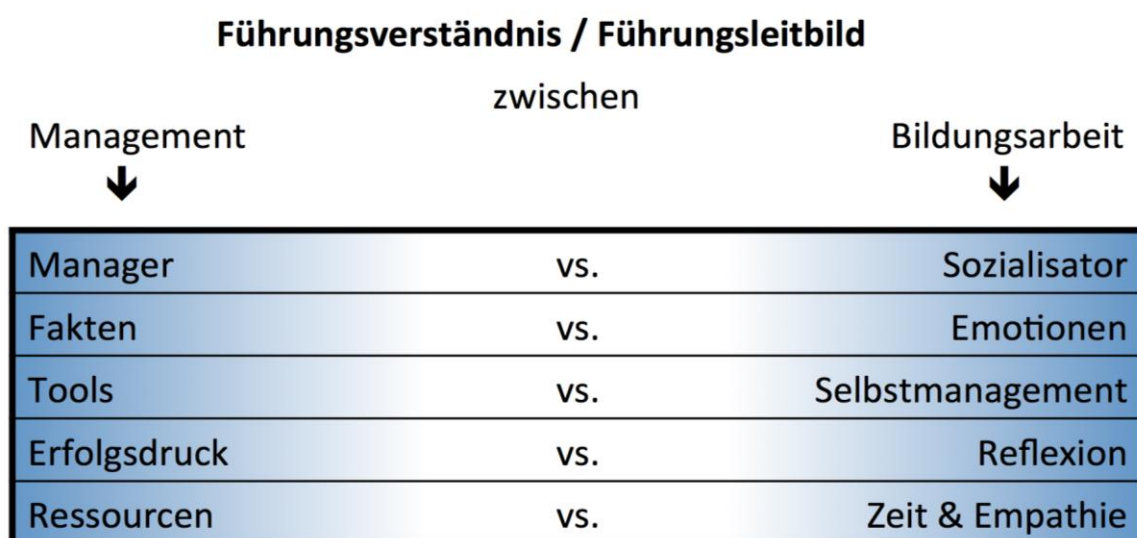 Führungsverständnis / Führungsleitbild
zwischen
Management Bildungsarbeit
Manager vs. Sozialisator
Fakten vs. Emotionen
Tools vs. Selbstmanagement
Erfolgsdruck vs. Reflexion
Ressourcen vs. Zeit & Empathie